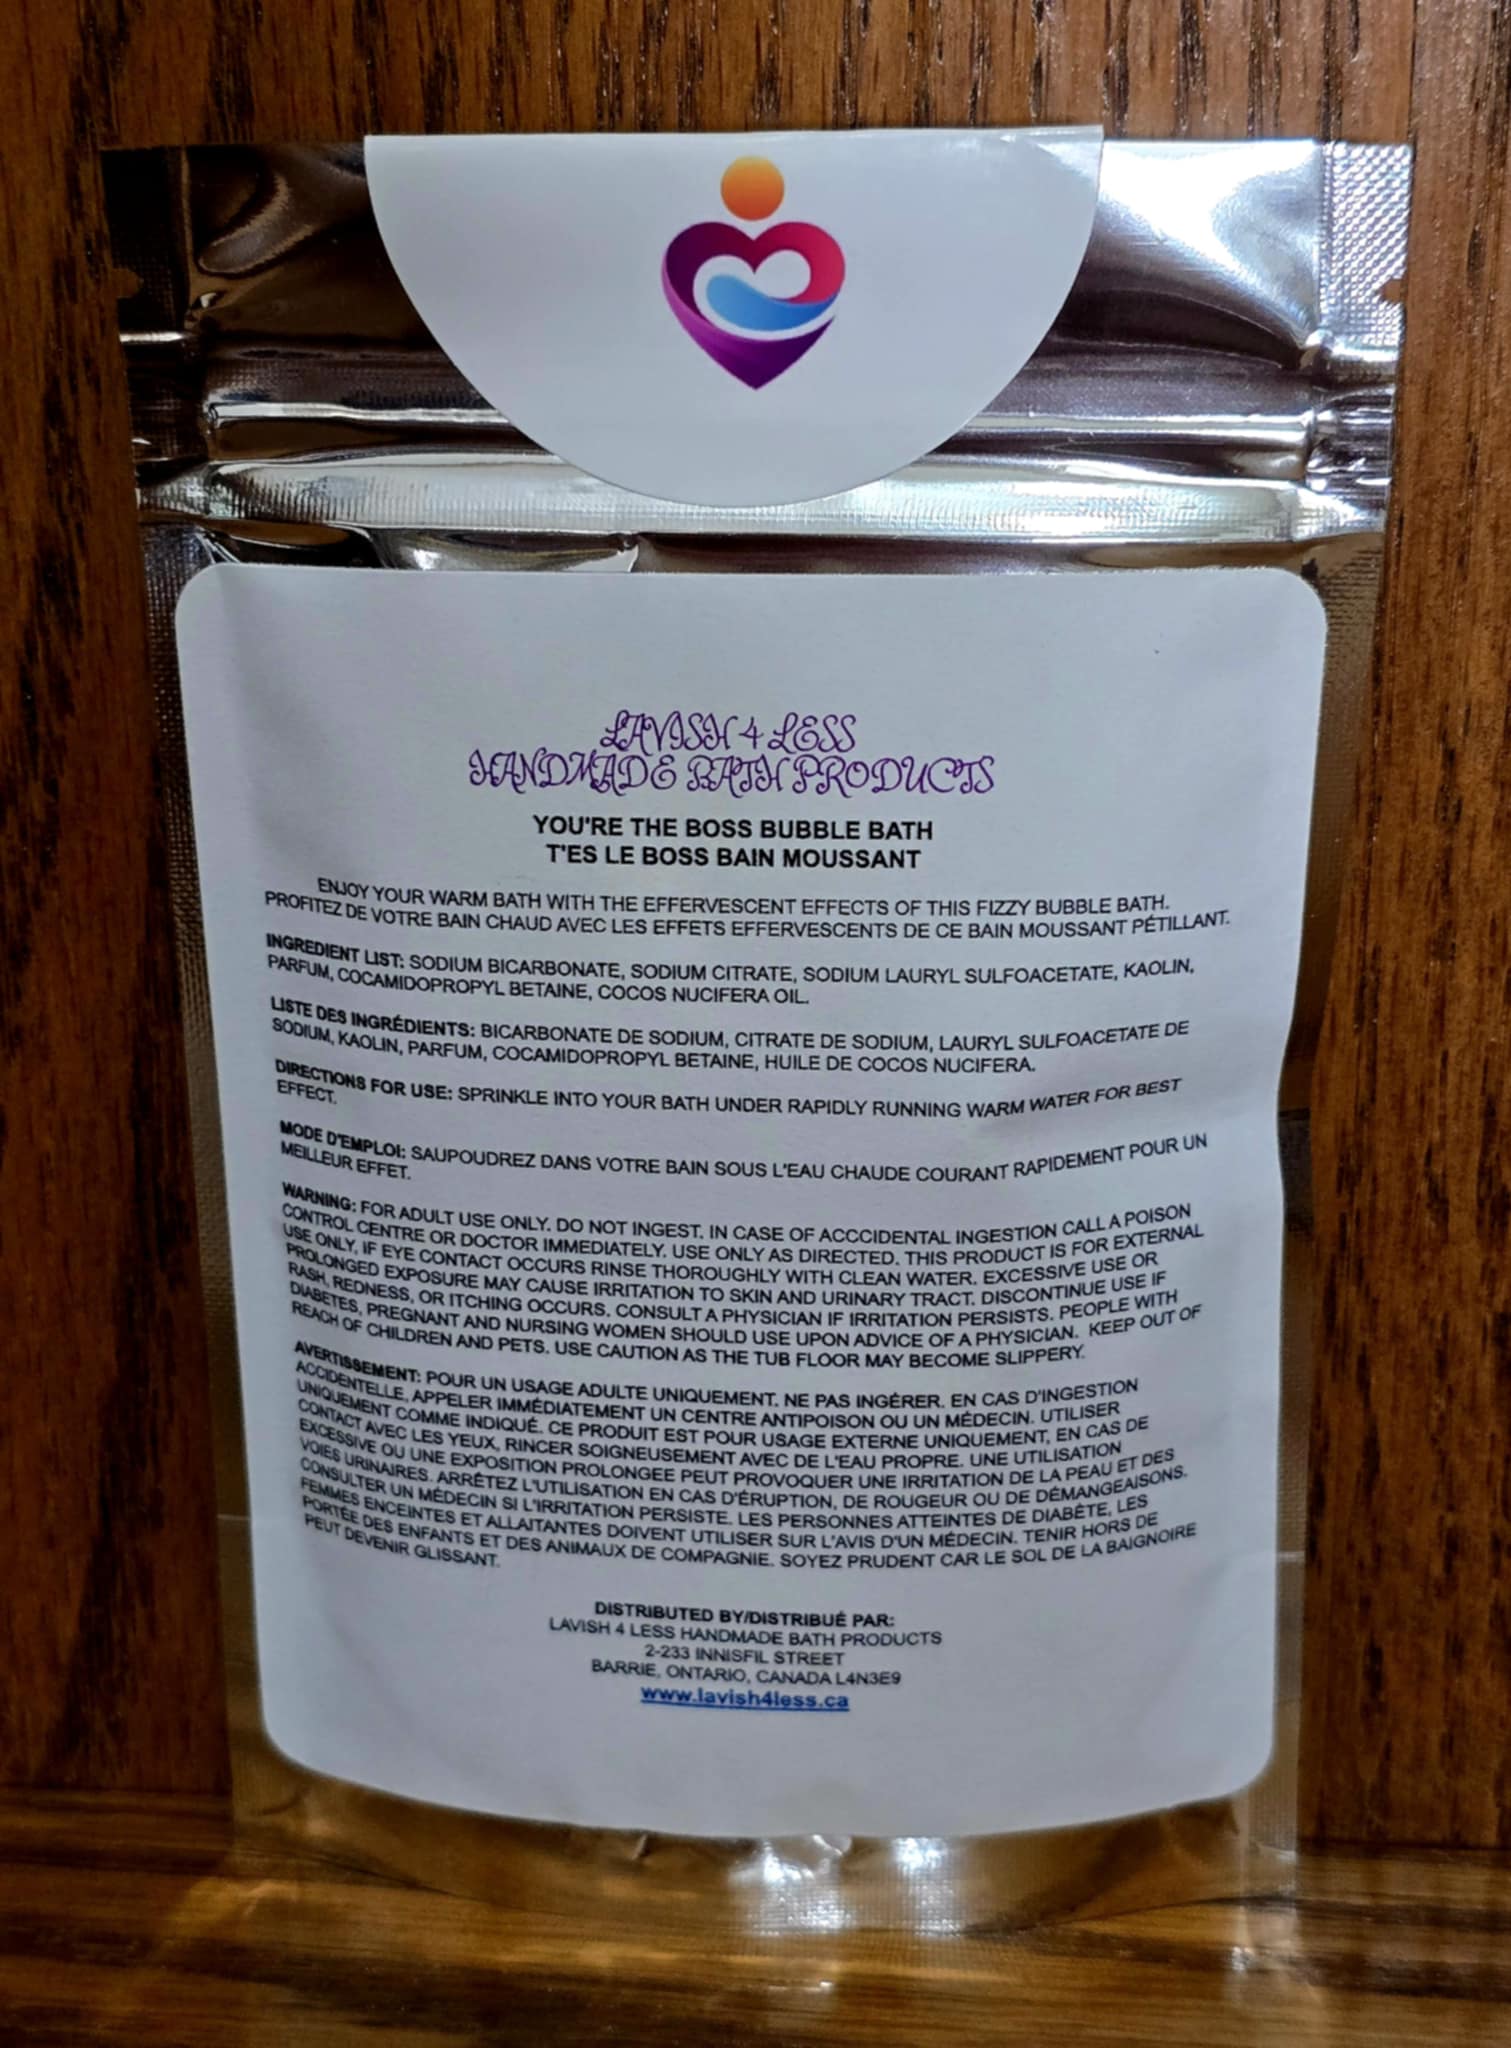 LAVISH 4 LESS
HANDMADE BATH PRODUCTS
YOU'RE THE BOSS BUBBLE BATH
T'ES LE BOSS BAIN MOUSSANT
ENJOY YOUR WARM BATH WITH THE EFFERVESCENT EFFECTS OF THIS FIZZY BUBBLE BATH.
PROFITEZ DE VOTRE BAIN CHAUD AVEC LES EFFETS EFFERVESCENTS DE CE BAIN MOUSSANT PÉTILLANT.
INGREDIENT LIST: SODIUM BICARBONATE, SODIUM CITRATE, SODIUM LAURYL SULFOACETATE, KAOLIN,
PARFUM, COCAMIDOPROPYL BETAINE, COCOS NUCIFERA OIL.
LISTE DES INGRÉDIENTS: BICARBONATE DE SODIUM, CITRATE DE SODIUM, LAURYL SULFOACETATE DE
SODIUM, KAOLIN, PARFUM, COCAMIDOPROPYL BETAINE, HUILE DE COCOS NUCIFERA.
DIRECTIONS FOR USE: SPRINKLE INTO YOUR BATH UNDER RAPIDLY RUNNING WARM WATER FOR BEST
EFFECT.
MODE D'EMPLOI: SAUPOUDREZ DANS VOTRE BAIN SOUS L'EAU CHAUDE COURANT RAPIDEMENT POUR UN
MEILLEUR EFFET.
WARNING: FOR ADULT USE ONLY. DO NOT INGEST. IN CASE OF ACCCIDENTAL INGESTION CALL A POISON
CONTROL CENTRE OR DOCTOR IMMEDIATELY. USE ONLY AS DIRECTED. THIS PRODUCT IS FOR EXTERNAL
USE ONLY, IF EYE CONTACT OCCURS RINSE THOROUGHLY WITH CLEAN WATER. EXCESSIVE USE OR
PROLONGED EXPOSURE MAY CAUSE IRRITATION TO SKIN AND URINARY TRACT. DISCONTINUE USE IF
RASH, REDNESS, OR ITCHING OCCURS. CONSULT A PHYSICIAN IF IRRITATION PERSISTS. PEOPLE WITH
DIABETES, PREGNANT AND NURSING WOMEN SHOULD USE UPON ADVICE OF A PHYSICIAN. KEEP OUT OF
REACH OF CHILDREN AND PETS. USE CAUTION AS THE TUB FLOOR MAY BECOME SLIPPERY.
AVERTISSEMENT: POUR UN USAGE ADULTE UNIQUEMENT. NE PAS INGÉRER. EN CAS D'INGESTION
ACCIDENTELLE, APPELER IMMÉDIATEMENT UN CENTRE ANTIPOISON OU UN MÉDECIN. UTILISER
UNIQUEMENT COMME INDIQUÉ. CE PRODUIT EST POUR USAGE EXTERNE UNIQUEMENT, EN CAS DE
CONTACT AVEC LES YEUX, RINCER SOIGNEUSEMENT AVEC DE L'EAU PROPRE. UNE UTILISATION
EXCESSIVE OU UNE EXPOSITION PROLONGEE PEUT PROVOQUER UNE IRRITATION DE LA PEAU ET DES
VOIES URINAIRES. ARRÊTEZ L'UTILISATION EN CAS D'ÉRUPTION, DE ROUGEUR OU DE DÉMANGEAISONS.
CONSULTER UN MÉDECIN SI L'IRRITATION PERSISTE. LES PERSONNES ATTEINTES DE DIABÈTE, LES
FEMMES ENCEINTES ET ALLAITANTES DOIVENT UTILISER SUR L'AVIS D'UN MÉDECIN. TENIR HORS DE
PORTÉE DES ENFANTS ET DES ANIMAUX DE COMPAGNIE. SOYEZ PRUDENT CAR LE SOL DE LA BAIGNOIRE
PEUT DEVENIR GLISSANT.
DISTRIBUTED BY/DISTRIBUÉ PAR:
LAVISH 4 LESS HANDMADE BATH PRODUCTS
2-233 INNISFIL STREET
BARRIE, ONTARIO, CANADA L4N3E9
www.lavish4less.ca